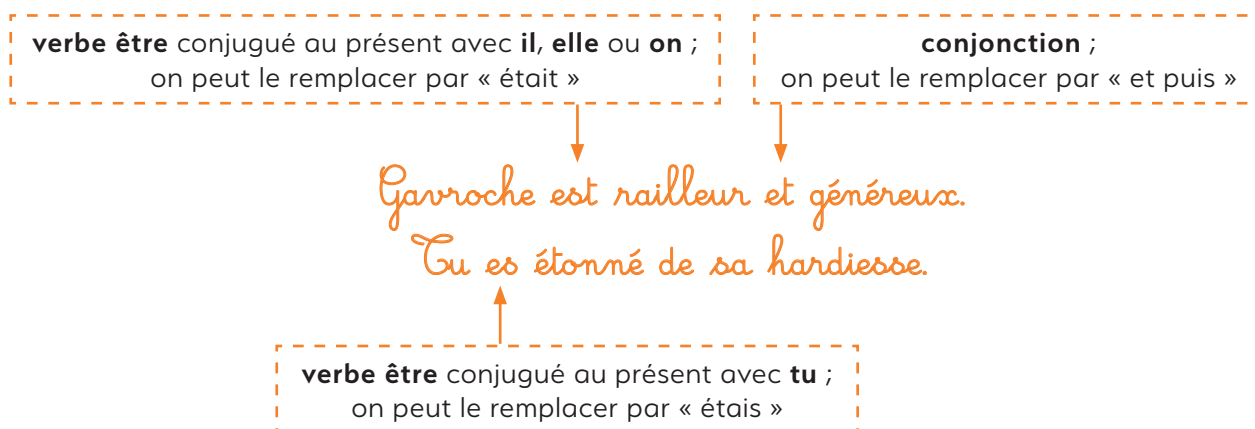 verbe être conjugué au présent avec il, elle ou on ;
on peut le remplacer par « était »
conjonction ;
on peut le remplacer par « et puis »
Gavroche est railleur et généreux.
Tu es étonné de sa hardiesse.
verbe être conjugué au présent avec tu ;
on peut le remplacer par « étais »